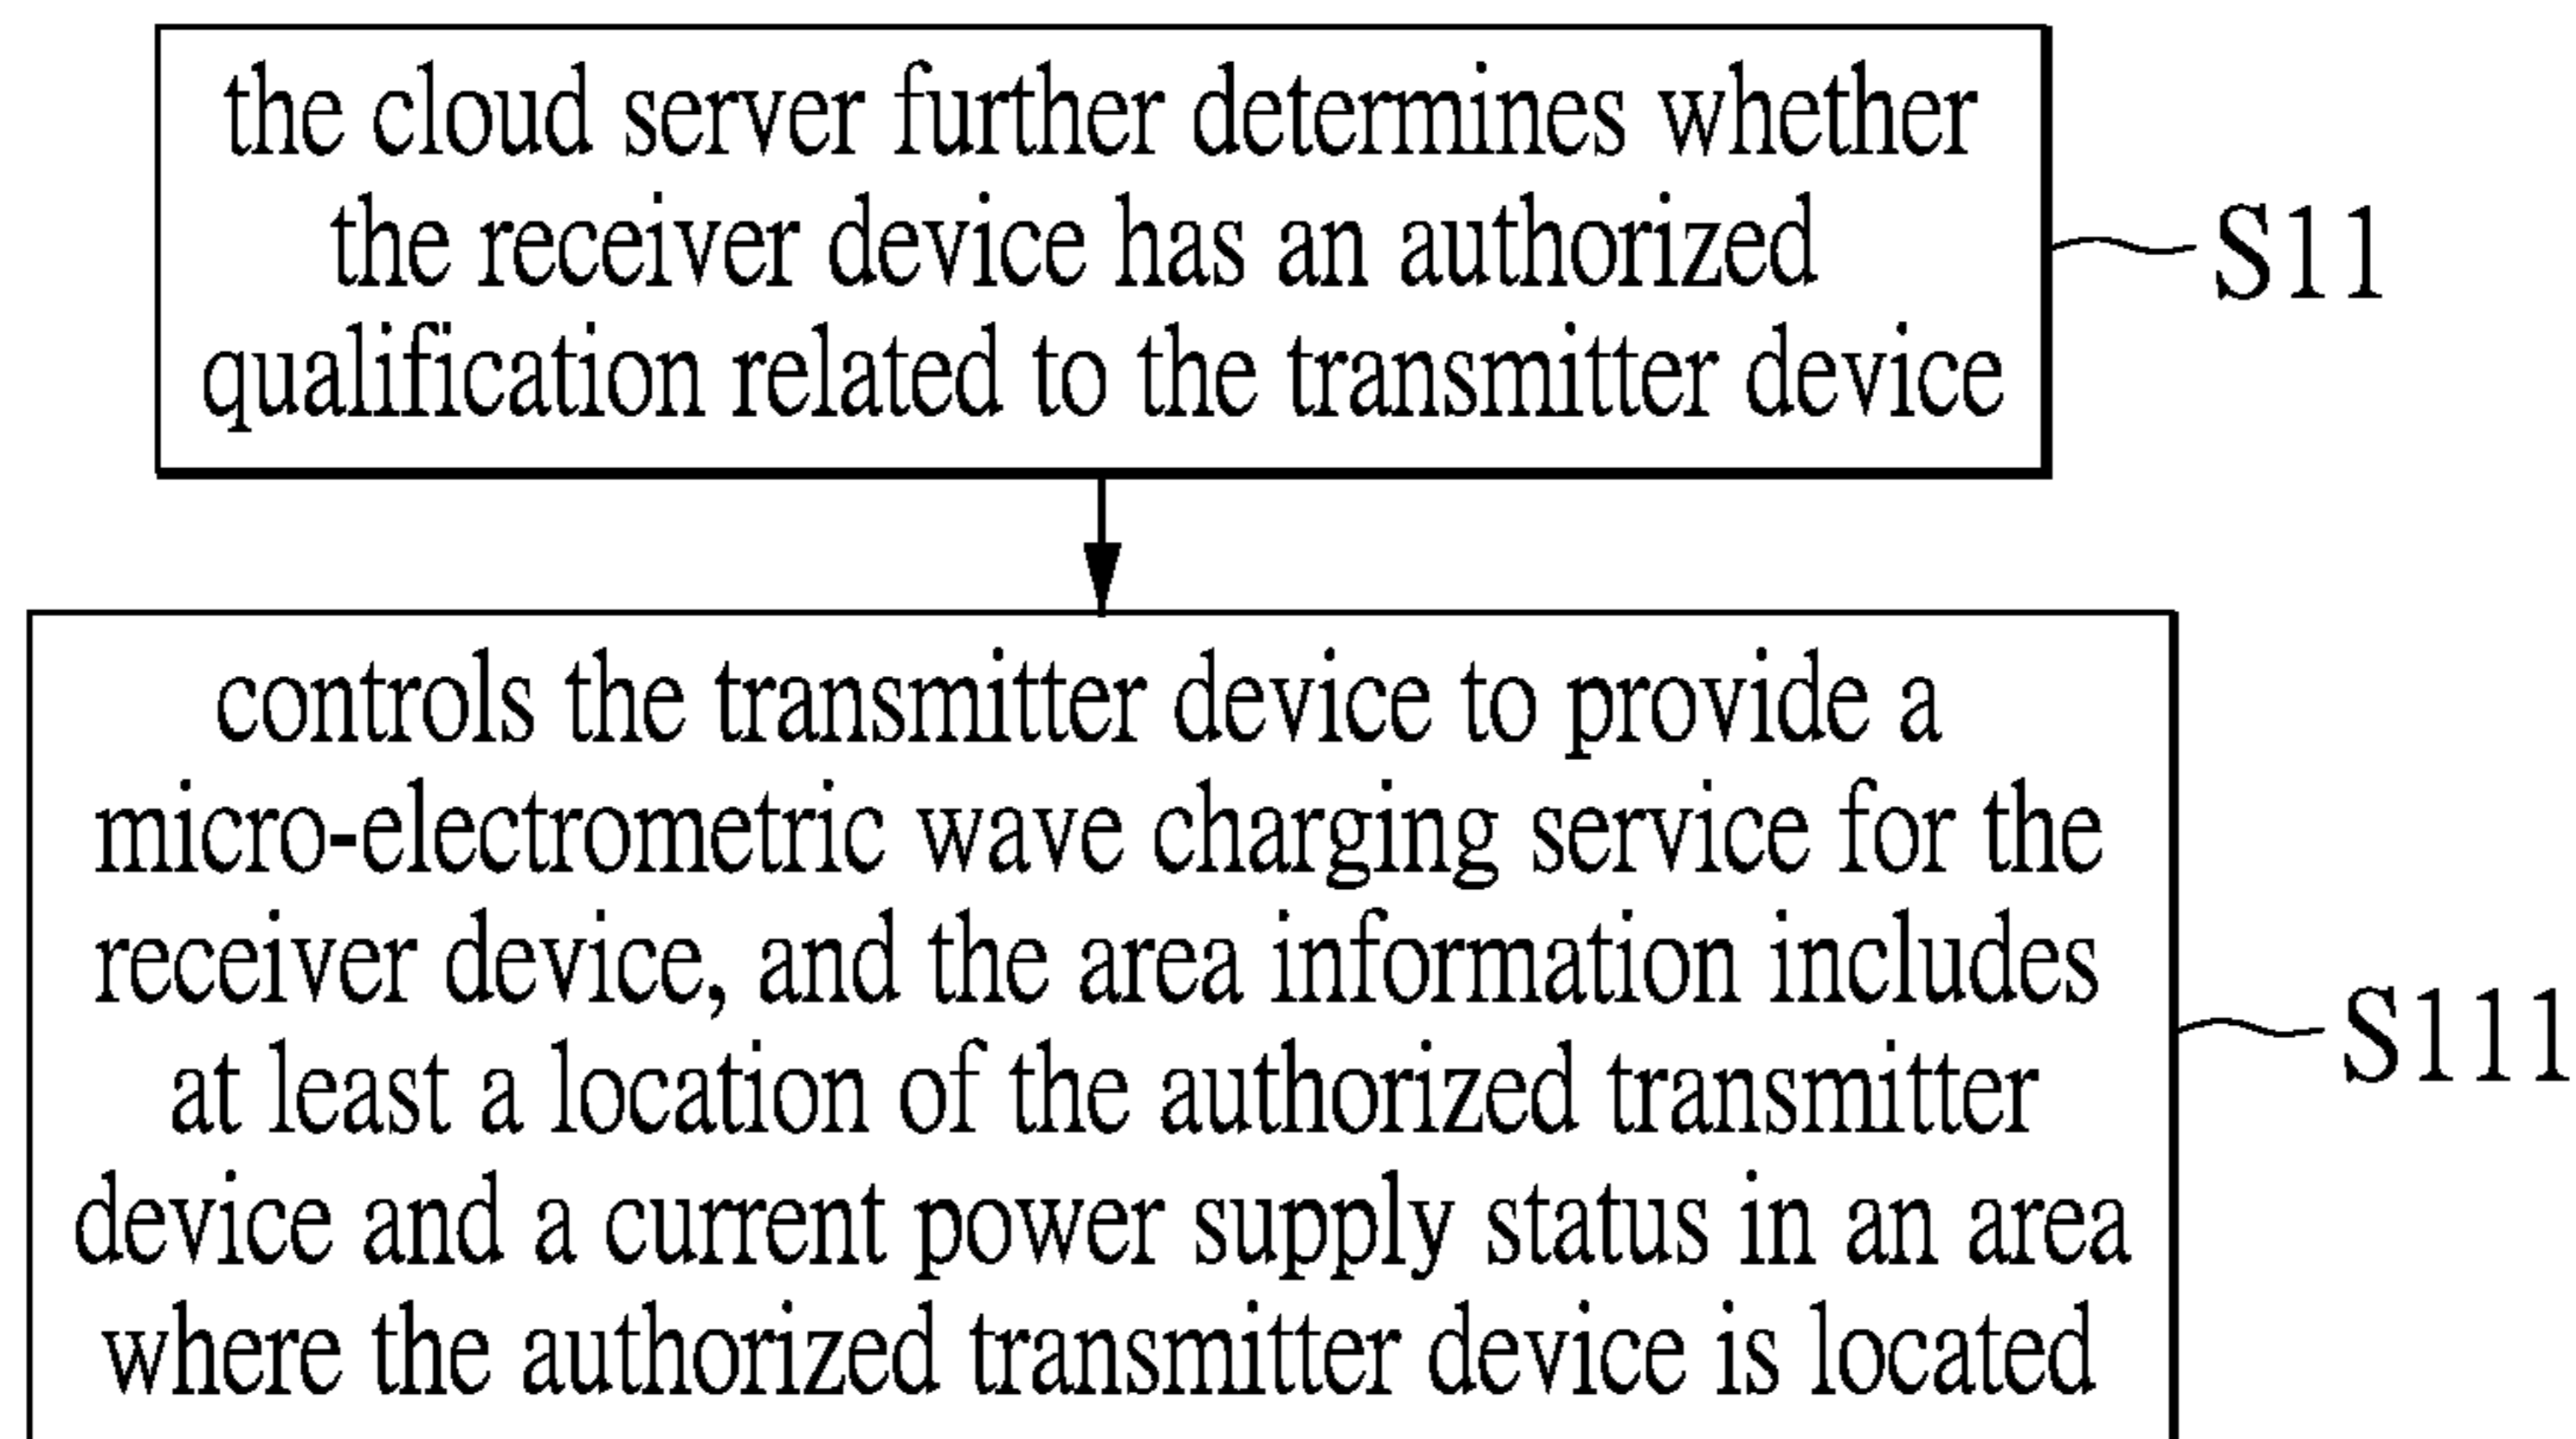 the cloud server further determines whether
the receiver device has an authorized
qualification related to the transmitter device
S11
controls the transmitter device to provide a
micro-electrometric wave charging service for the
receiver device, and the area information includes
at least a location of the authorized transmitter
device and a current power supply status in an area
where the authorized transmitter device is located
S111